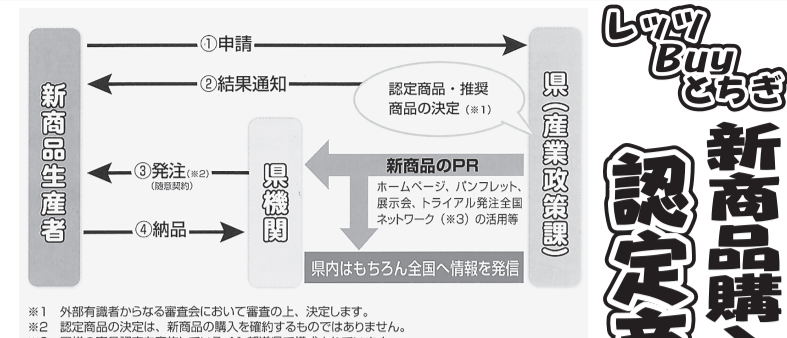 ①申請
②結果通知
認定商品・推奨
商品の決定（※1）
新商品生産者
県（産業政策課）
③発注（※2）
（随意契約）
④納品
県機関
新商品のPR
ホームページ、パンフレット、
展示会、トライアル発注全国
ネットワーク（※3）の活用等
県内はもちろん全国へ情報を発信
※1　外部有識者からなる審査会において審査の上、決定します。
※2　認定商品の決定は、新商品の購入を確約するものではありません。
レッツ
Buy
とちぎ
新商品購
認定